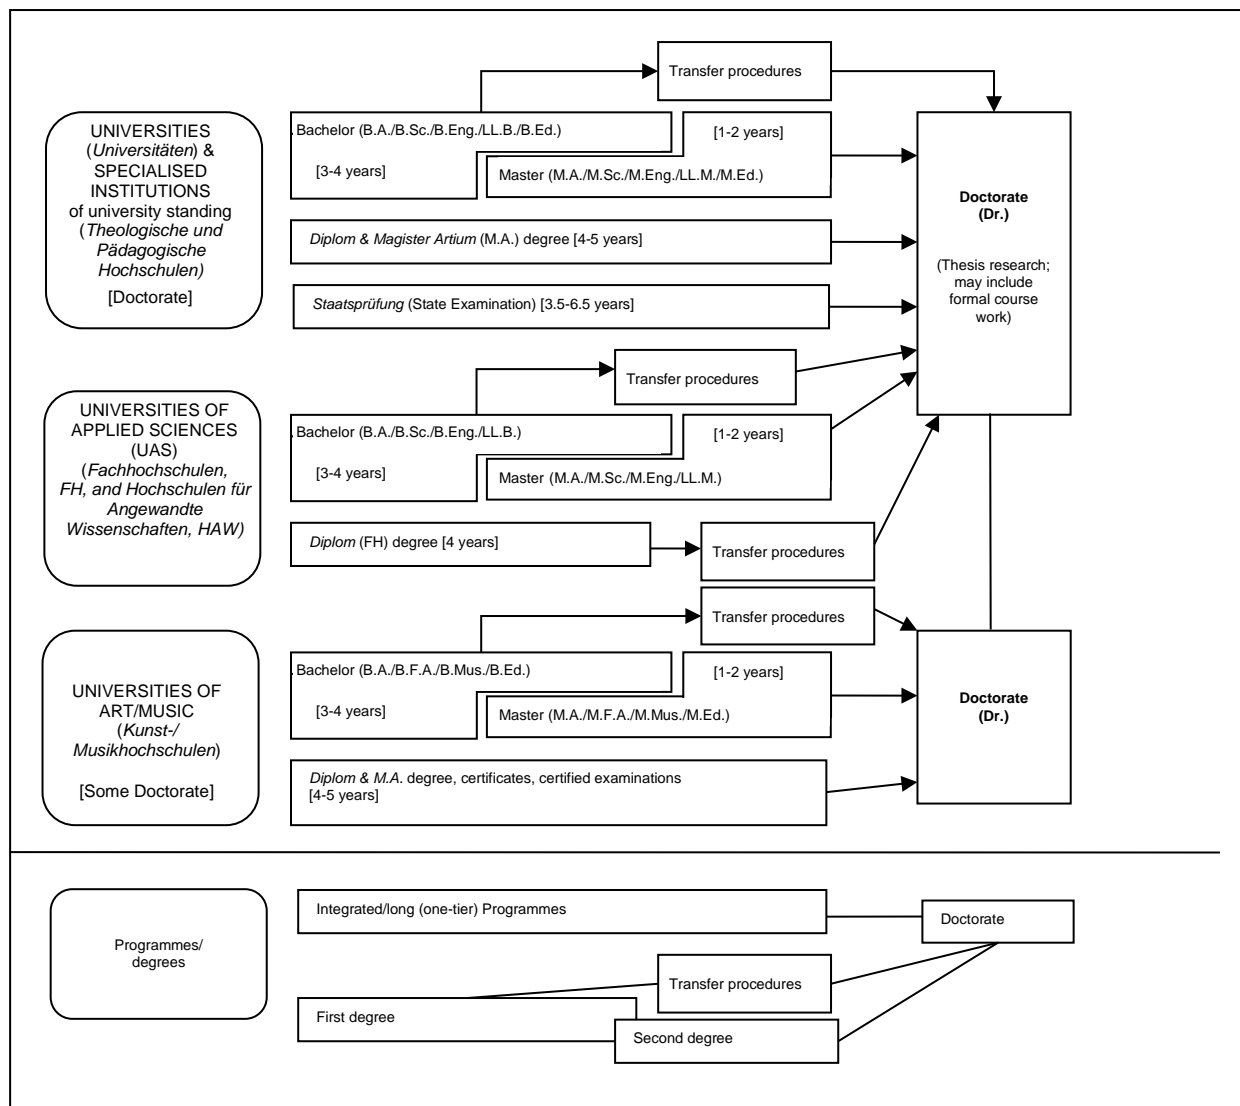 Transfer procedures
UNIVERSITIES
(Universitäten) &
SPECIALISED
INSTITUTIONS
of university standing
(Theologische und
Pädagogische
Hochschulen)
[Doctorate]
. Bachelor (B.A./B.Sc./B.Eng./LL.B./B.Ed.)
[3-4 years]
[1-2 years]
Master (M.A./M.Sc./M.Eng./LL.M./M.Ed.)
Diplom & Magister Artium (M.A.) degree [4-5 years]
Staatsprüfung (State Examination) [3.5-6.5 years]
Doctorate
(Dr.)
(Thesis research;
may include
formal course
work)
Transfer procedures
UNIVERSITIES OF
APPLIED SCIENCES
(UAS)
(Fachhochschulen,
FH, and Hochschulen für
Angewandte
Wissenschaften, HAW)
. Bachelor (B.A./B.Sc./B.Eng./LL.B.)
[3-4 years]
[1-2 years]
Master (M.A./M.Sc./M.Eng./LL.M.)
Diplom (FH) degree [4 years]
Transfer procedures
Transfer procedures
UNIVERSITIES OF
ART/MUSIC
(Kunst-/
Musikhochschulen)
[Some Doctorate]
. Bachelor (B.A./B.F.A./B.Mus./B.Ed.)
[3-4 years]
[1-2 years]
Master (M.A./M.F.A./M.Mus./M.Ed.)
Diplom & M.A. degree, certificates, certified examinations
[4-5 years]
Doctorate
(Dr.)
Programmes/
degrees
Integrated/long (one-tier) Programmes
Doctorate
Transfer procedures
First degree
Second degree